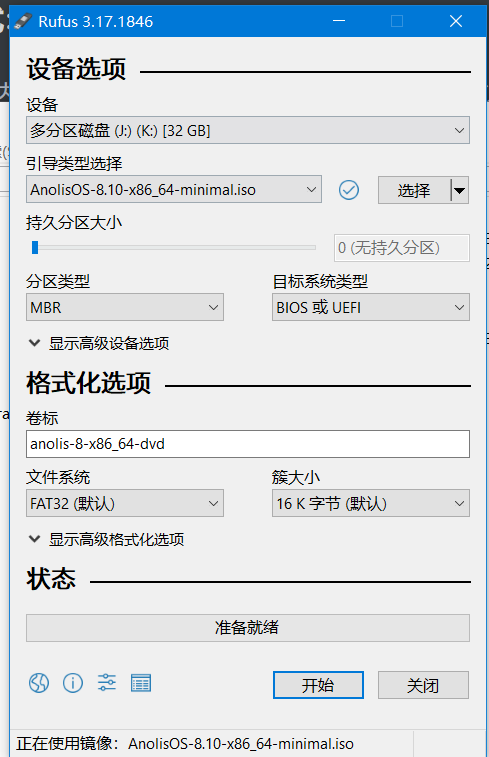 Rufus 3.17.1846
设备选项
设备
多分区磁盘 (J:) (K:) [32 GB]
引导类型选择
AnolisOS-8.10-x86_64-minimal.iso
选择
持久分区大小
0 (无持久分区)
分区类型
目标系统类型
MBR
BIOS 或 UEFI
显示高级设备选项
格式化选项
卷标
anolis-8-x86_64-dvd
文件系统
簇大小
FAT32 (默认)
16 K 字节 (默认)
显示高级格式化选项
状态
准备就绪
开始
关闭
正在使用镜像：AnolisOS-8.10-x86_64-minimal.iso